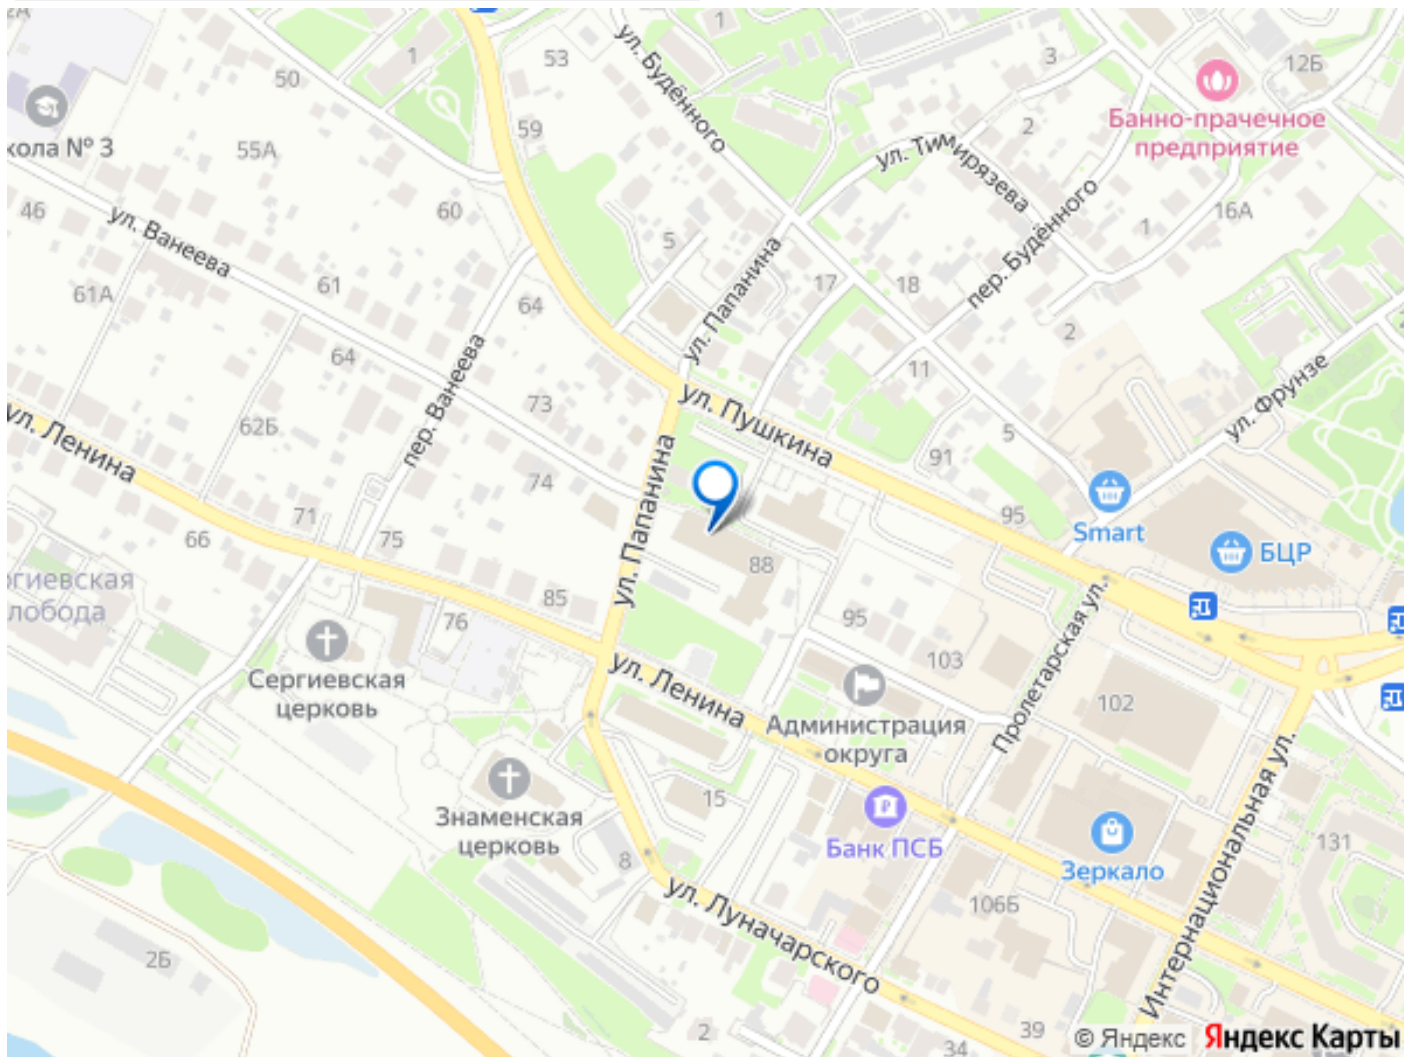 1
1
53
3
12Б
50
ул. Будённого
Банно-прачечное
предприятие
59
2
кола № 3
55А
ул. Тимирязева
46
60
16А
1
ул. Ванеева
5
ул. Папанина
пер. Будённого
61
17
18
61А
64
2
64
11
пер. Ванеева
ул. Фрунзе
73
ул. Пушкина
62Б
5
ул. Ленина
91
74
ул. Папанина
71
95
Smart
66
75
БЦР
88
ргиевская
лобода
85
76
95
Пролетарская ул.
Сергиевская
церковь
103
ул. Ленина
102
Администрация
округа
Знаменская
церковь
15
Интернациональная ул.
Банк ПСБ
Зеркало
131
8
ул. Луначарского
106Б
2Б
2
39
34
© Яндекс Яндекс Карты